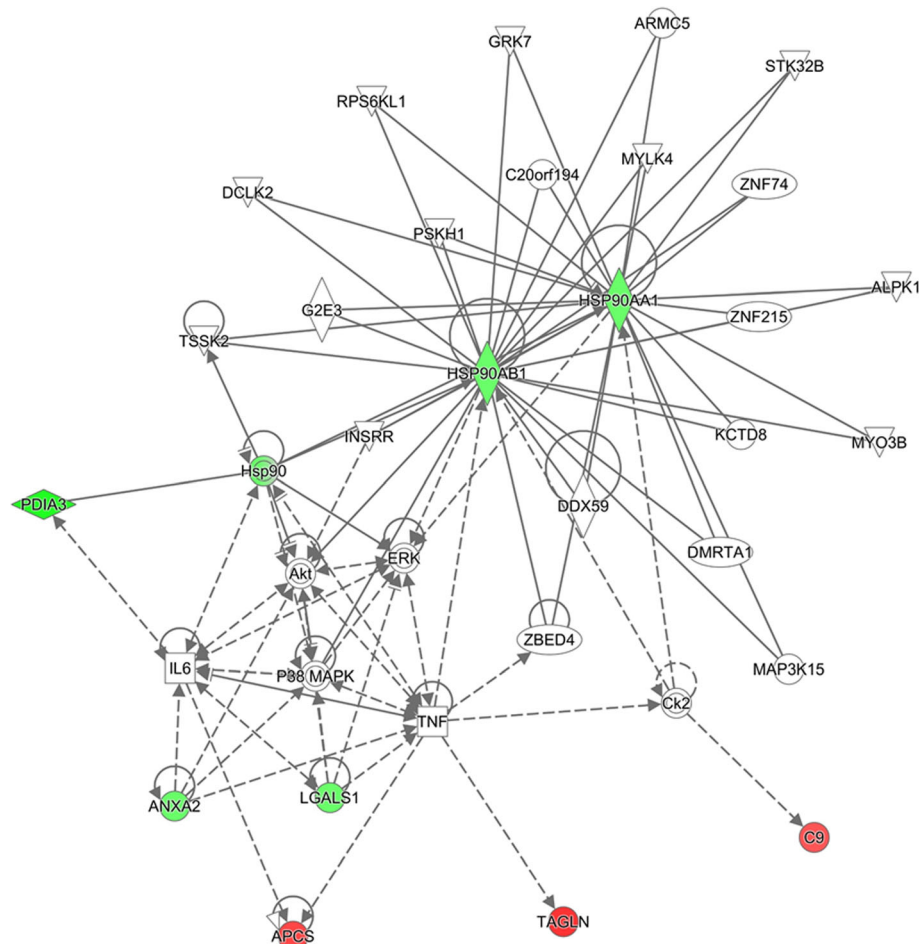 ARMC5
GRK7
STK32B
RPS6KL1
MYLK4
C20orf194
ZNF74
DCLK2
PSKH1
ALPK1
HSP90AA1
G2E3
ZNF215
TSSK2
HSP90AB1
INSRR
KCTD8
MYO3B
Hsp90
PDIA3
DDX59
DMRTA1
ERK
Akt
ZBED4
IL6
P38 MAPK
MAP3K15
Ck2
TNF
LGALS1
ANXA2
C9
TAGLN
APCS